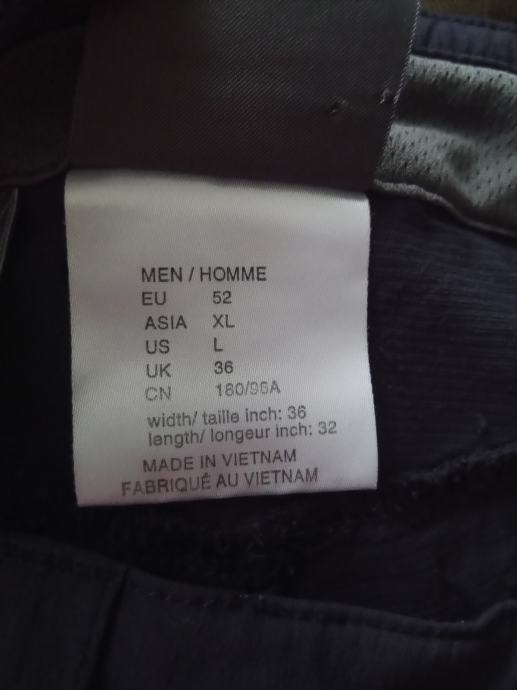 MEN / HOMME
EU 52
ASIA XL
US L
UK 36
CN 180/96A
width/ taille inch: 36
length/ longeur inch: 32
MADE IN VIETNAM
FABRIQUÉ AU VIETNAM